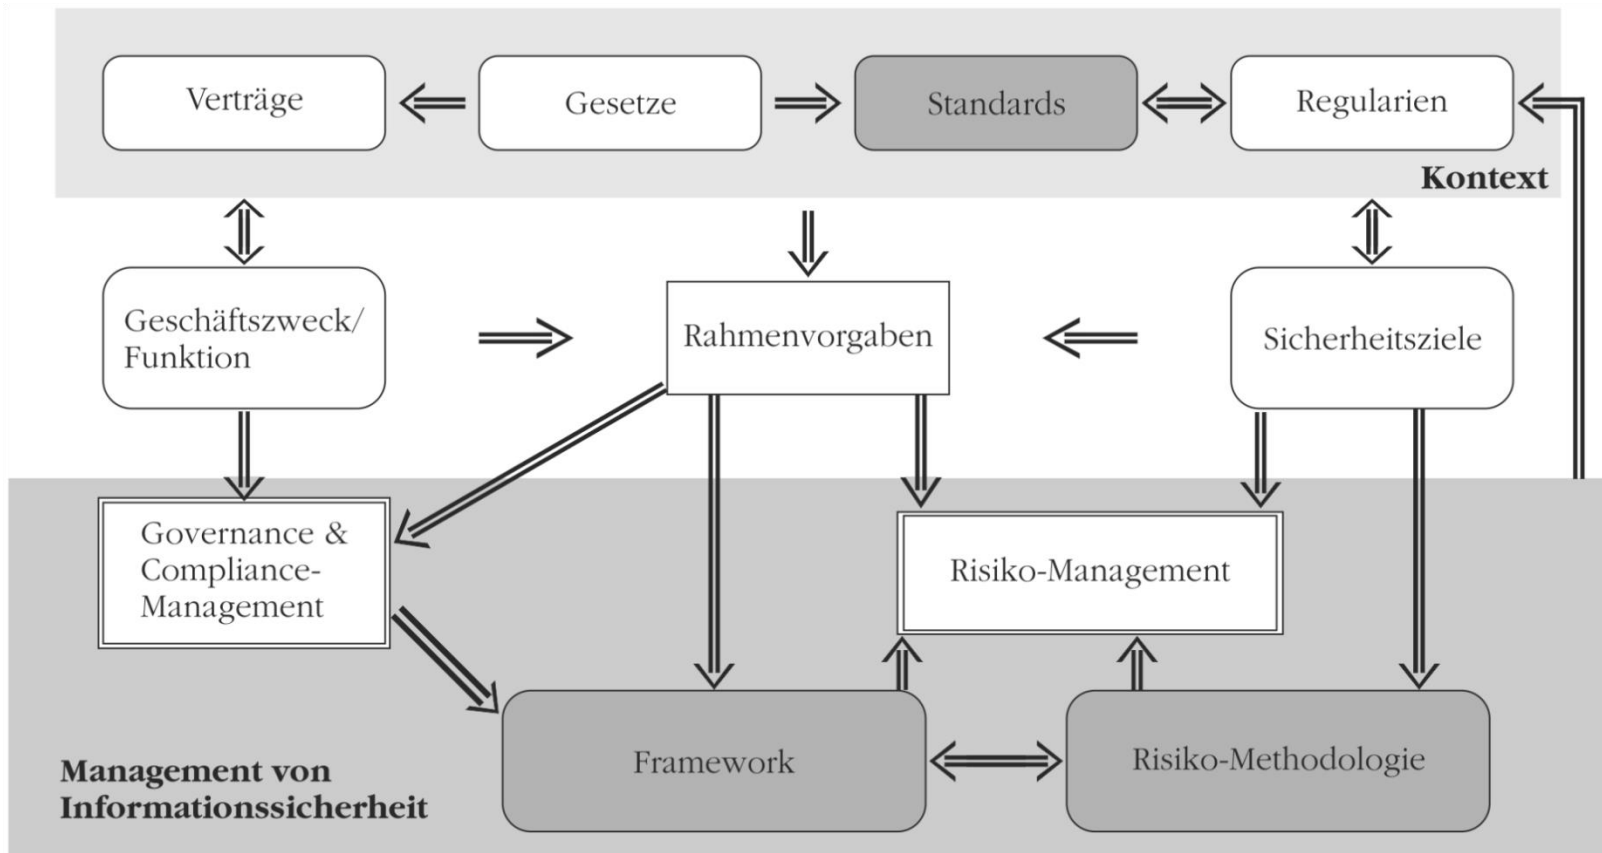 Verträge
Gesetze
Standards
Regularien
Kontext
Geschäftszweck/
Funktion
Rahmenvorgaben
Sicherheitsziele
Governance &
Compliance-
Management
Risiko-Management
Framework
Risiko-Methodologie
Management von
Informationssicherheit